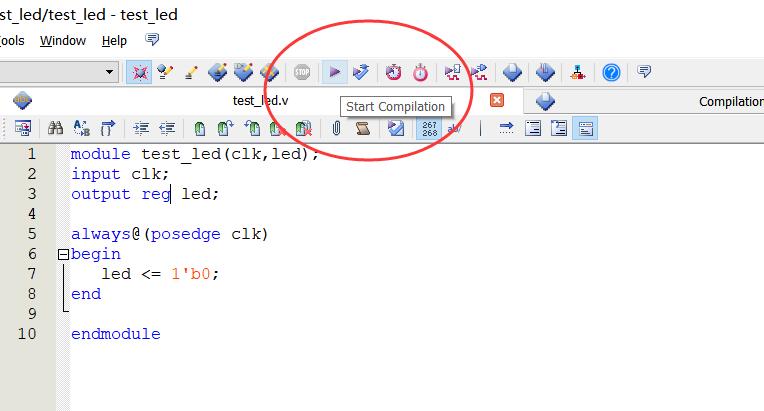 st_led/test_led - test_led
ools Window Help
STOP
test_led.v
Compilation
Start Compilation
267
268
ab/
1 module test_led(clk,led);
2 input clk;
3 output reg led;
4
5 always@(posedge clk)
6 begin
7 led <= 1'b0;
8 end
9
10 endmodule